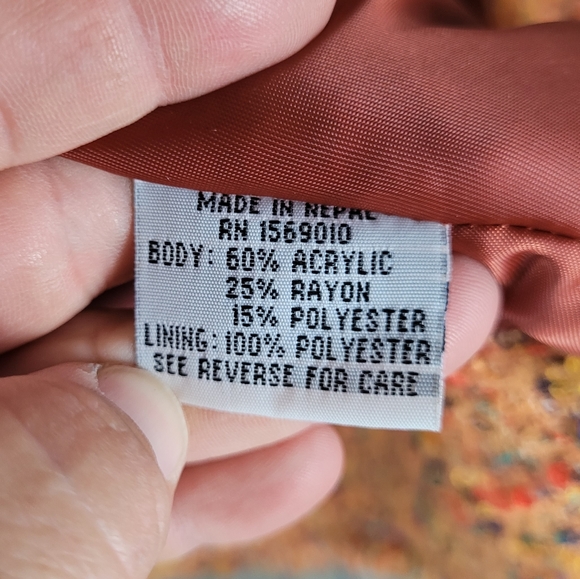 MADE IN NEPAL
RN 1569010
BODY: 60% ACRYLIC
25% RAYON
15% POLYESTER
LINING: 100% POLYESTER
SEE REVERSE FOR CARE